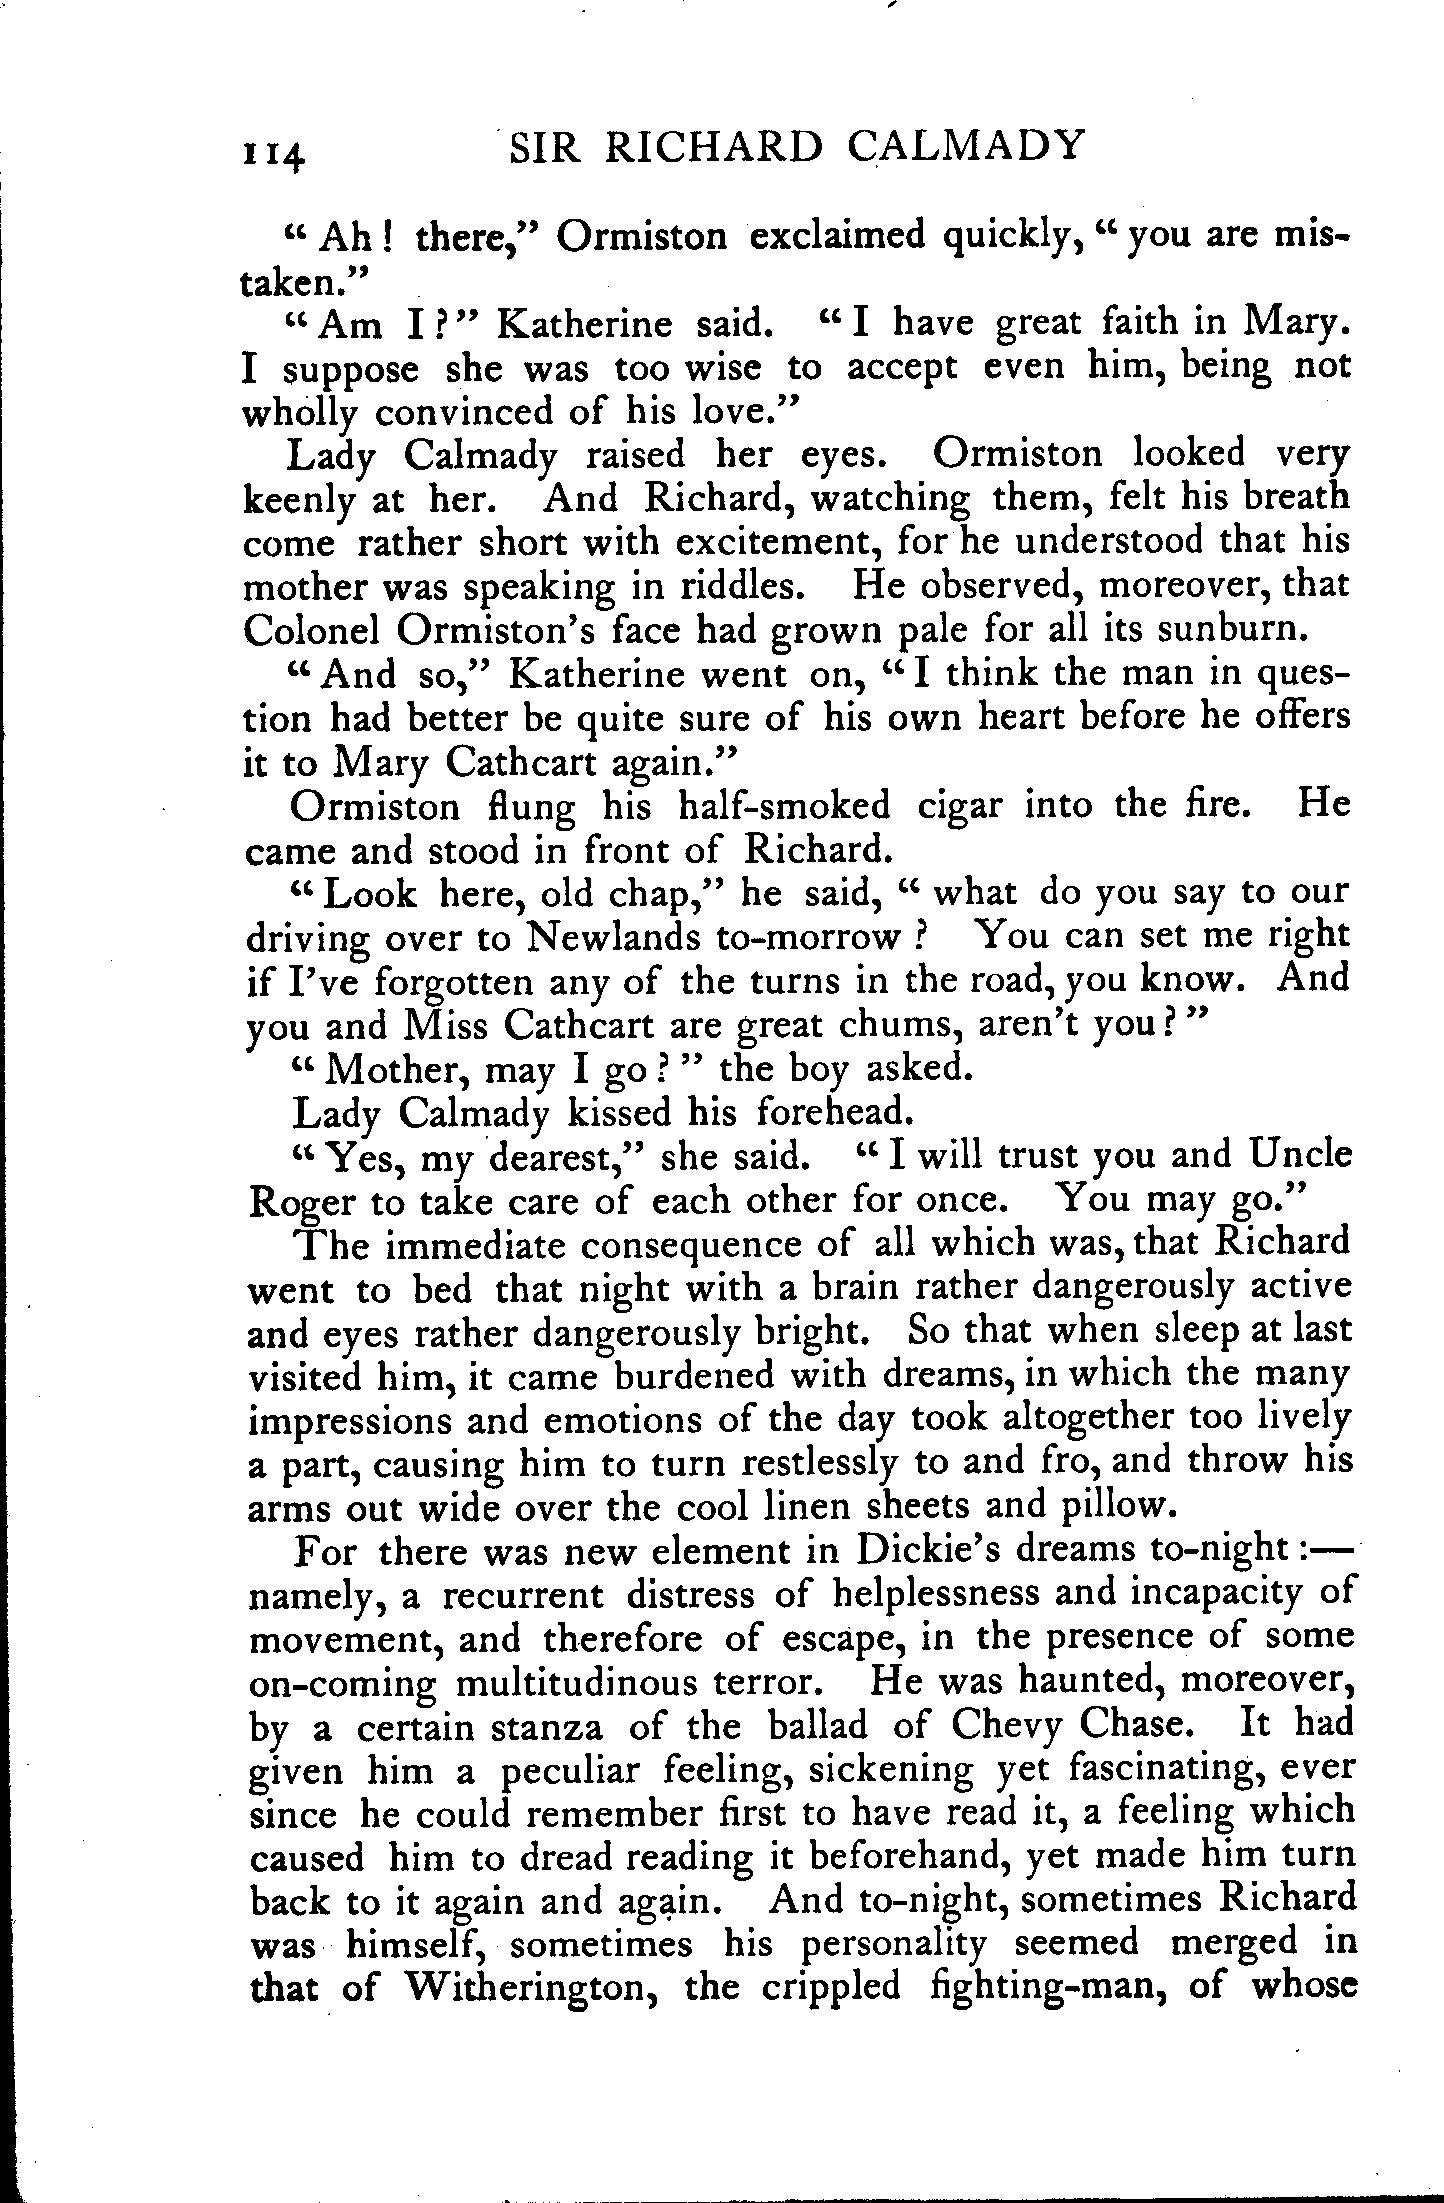 114 SIR RICHARD CALMADY
“ Ah ! there,” Ormiston exclaimed quickly, “ you are mis-
taken.”
“ Am I ? ” Katherine said. “ I have great faith in Mary.
I suppose she was too wise to accept even him, being not
wholly convinced of his love.”
Lady Calmady raised her eyes. Ormiston looked very
keenly at her. And Richard, watching them, felt his breath
come rather short with excitement, for he understood that his
mother was speaking in riddles. He observed, moreover, that
Colonel Ormiston’s face had grown pale for all its sunburn.
“ And so,” Katherine went on, “ I think the man in ques-
tion had better be quite sure of his own heart before he offers
it to Mary Cathcart again.”
Ormiston flung his half-smoked cigar into the fire. He
came and stood in front of Richard.
“ Look here, old chap,” he said, “ what do you say to our
driving over to Newlands to-morrow ? You can set me right
if I’ve forgotten any of the turns in the road, you know. And
you and Miss Cathcart are great chums, aren’t you ? ”
“ Mother, may I go ? ” the boy asked.
Lady Calmady kissed his forehead.
“ Yes, my dearest,” she said. “ I will trust you and Uncle
Roger to take care of each other for once. You may go.”
The immediate consequence of all which was, that Richard
went to bed that night with a brain rather dangerously active
and eyes rather dangerously bright. So that when sleep at last
visited him, it came burdened with dreams, in which the many
impressions and emotions of the day took altogether too lively
a part, causing him to turn restlessly to and fro, and throw his
arms out wide over the cool linen sheets and pillow.
For there was new element in Dickie’s dreams to-night :—
namely, a recurrent distress of helplessness and incapacity of
movement, and therefore of escape, in the presence of some
on-coming multitudinous terror. He was haunted, moreover,
by a certain stanza of the ballad of Chevy Chase. It had
given him a peculiar feeling, sickening yet fascinating, ever
since he could remember first to have read it, a feeling which
caused him to dread reading it beforehand, yet made him turn
back to it again and again. And to-night, sometimes Richard
was himself, sometimes his personality seemed merged in
that of Witherington, the crippled fighting-man, of whose